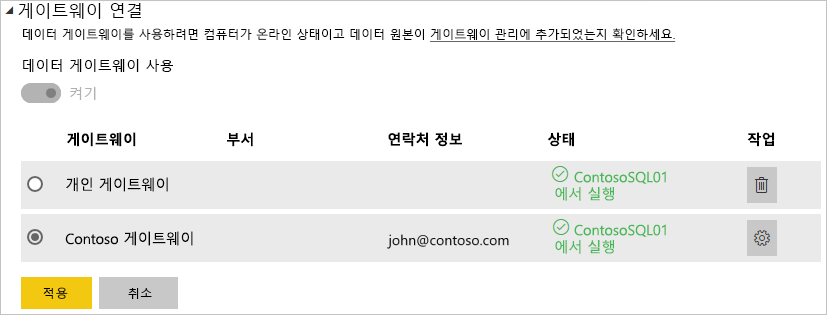 게이트웨이 연결
데이터 게이트웨이를 사용하려면 컴퓨터가 온라인 상태이고 데이터 원본이 게이트웨이 관리에 추가되었는지 확인하세요.
데이터 게이트웨이 사용
켜기
게이트웨이 부서 연락처 정보 상태 작업
개인 게이트웨이 ContosoSQL01
에서 실행
Contoso 게이트웨이 john@contoso.com ContosoSQL01
에서 실행
적용 취소